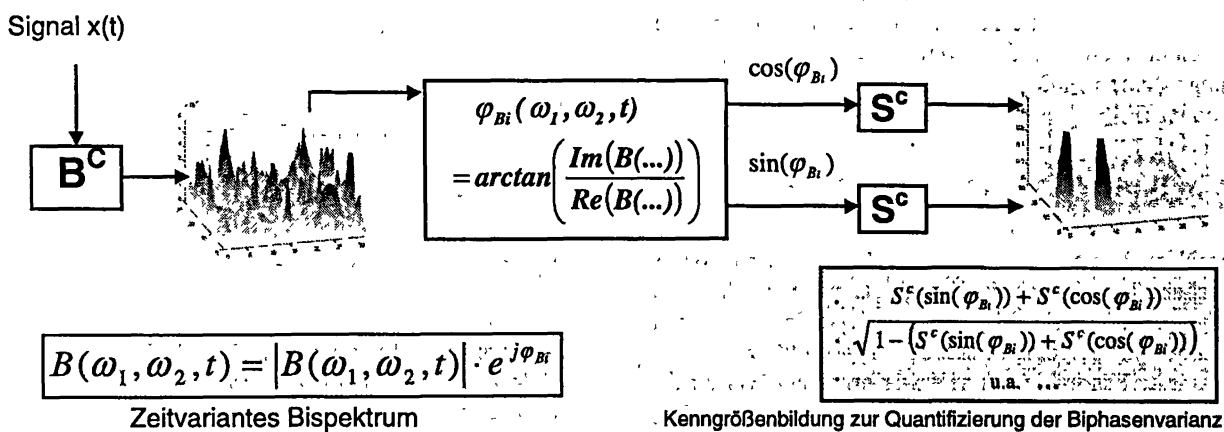 Signal x(t)
B^C
φ_Bi(ω_1, ω_2, t)
= arctan(Im(B(...)) / Re(B(...)))
cos(φ_Bi)
sin(φ_Bi)
S^c
S^c
S^c(sin(φ_Bi)) + S^c(cos(φ_Bi))
√(1 − (S^c(sin(φ_Bi)) + S^c(cos(φ_Bi))))
u.a. ...
B(ω_1, ω_2, t) = |B(ω_1, ω_2, t)| · e^{jφ_Bi}
Zeitvariantes Bispektrum
Kenngrößenbildung zur Quantifizierung der Biphasenvarianz